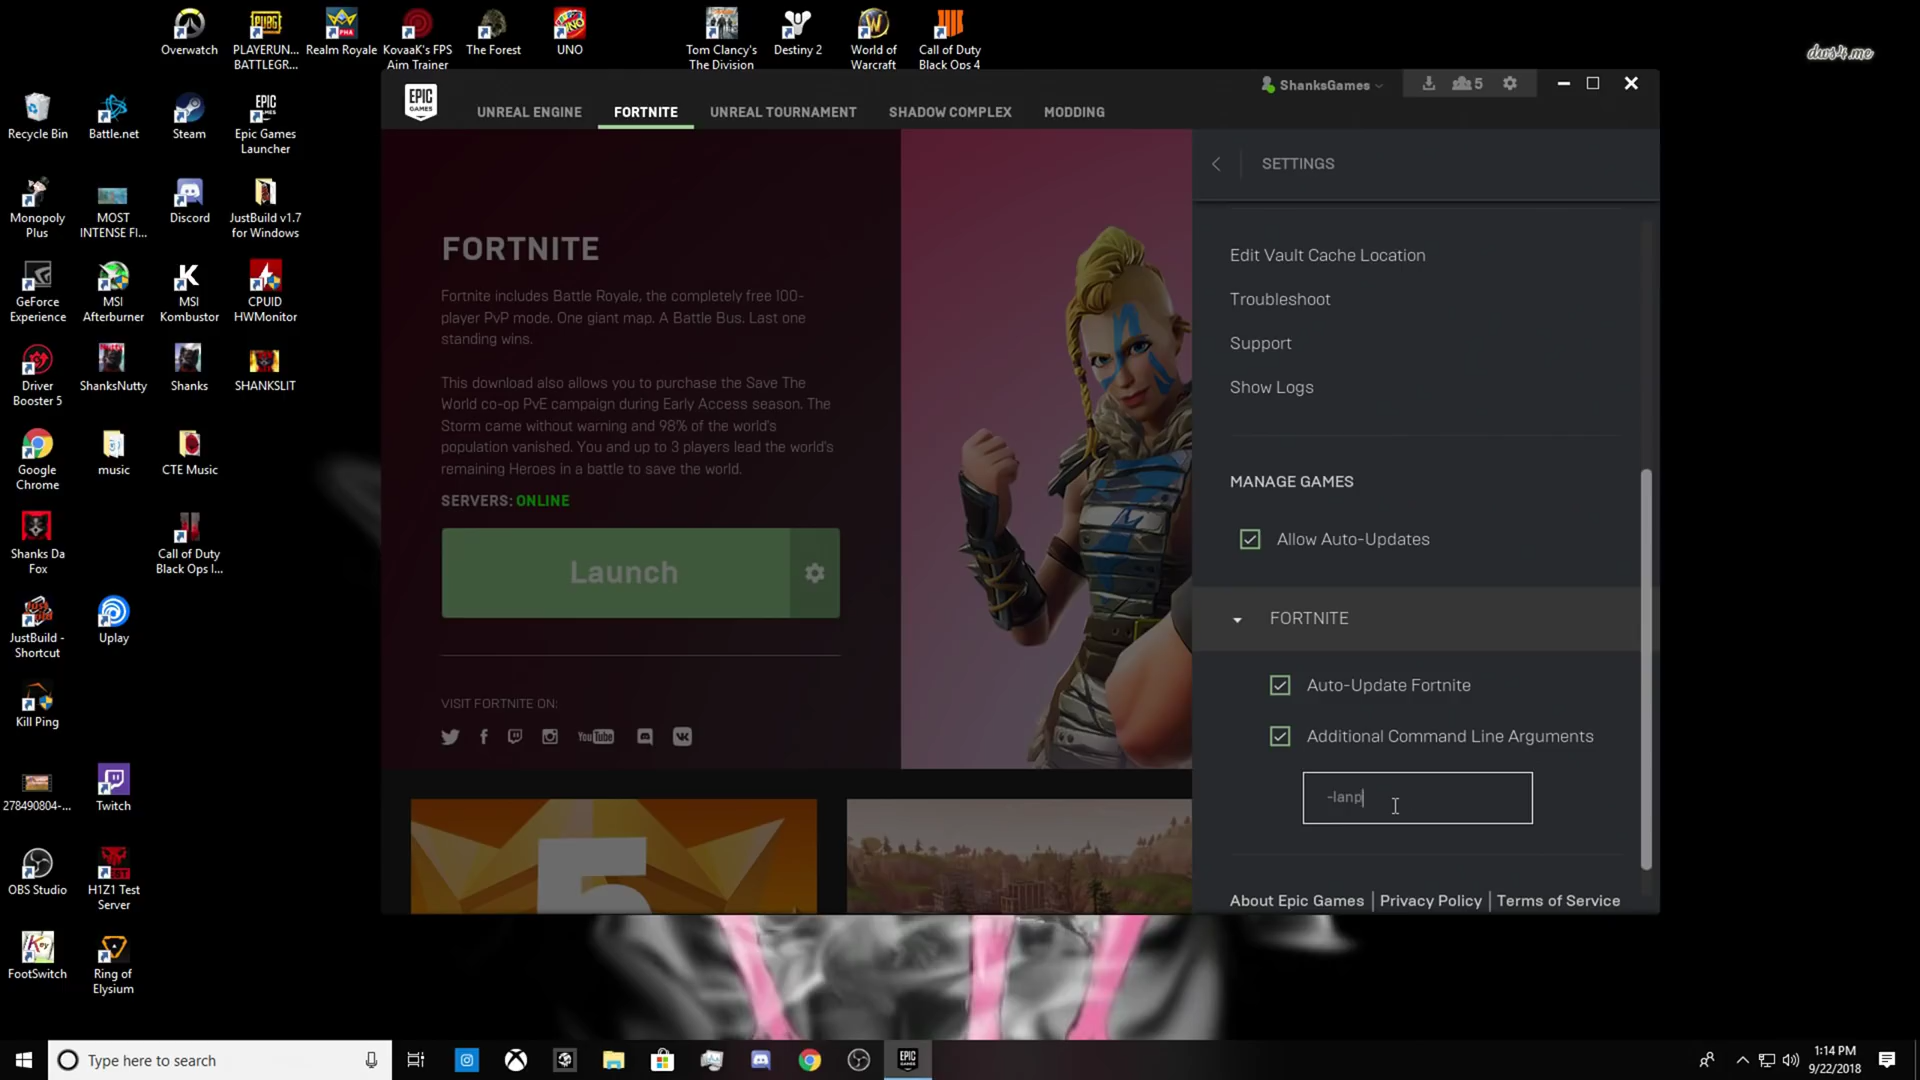 Overwatch
PLAYERUN...
BATTLEGR...
Realm Royale
KovaaK's FPS
Aim Trainer
The Forest
UNO
Tom Clancy's
The Division
Destiny 2
World of
Warcraft
Call of Duty
Black Ops 4
dws4.me
Recycle Bin
Battle.net
Steam
Epic Games
Launcher
Monopoly
Plus
MOST
INTENSE FI...
Discord
JustBuild v1.7
for Windows
GeForce
Experience
MSI
Afterburner
MSI
Kombustor
CPUID
HWMonitor
Driver
Booster 5
ShanksNutty
Shanks
SHANKSLIT
Google
Chrome
music
CTE Music
Shanks Da
Fox
Call of Duty
Black Ops I...
JustBuild -
Shortcut
Uplay
Kill Ping
278490804-...
Twitch
OBS Studio
H1Z1 Test
Server
FootSwitch
Ring of
Elysium
EPIC
GAMES
UNREAL ENGINE
FORTNITE
UNREAL TOURNAMENT
SHADOW COMPLEX
MODDING
ShanksGames
5
FORTNITE
Fortnite includes Battle Royale, the completely free 100-
player PvP mode. One giant map. A Battle Bus. Last one
standing wins.
This download also allows you to purchase the Save The
World co-op PvE campaign during Early Access season. The
Storm came without warning and 98% of the world's
population vanished. You and up to 3 players lead the world's
remaining Heroes in a battle to save the world.
SERVERS: ONLINE
Launch
VISIT FORTNITE ON:
YouTube
5
SETTINGS
Edit Vault Cache Location
Troubleshoot
Support
Show Logs
MANAGE GAMES
Allow Auto-Updates
FORTNITE
Auto-Update Fortnite
Additional Command Line Arguments
-lanp
About Epic Games | Privacy Policy | Terms of Service
Type here to search
EPIC
GAMES
1:14 PM
9/22/2018